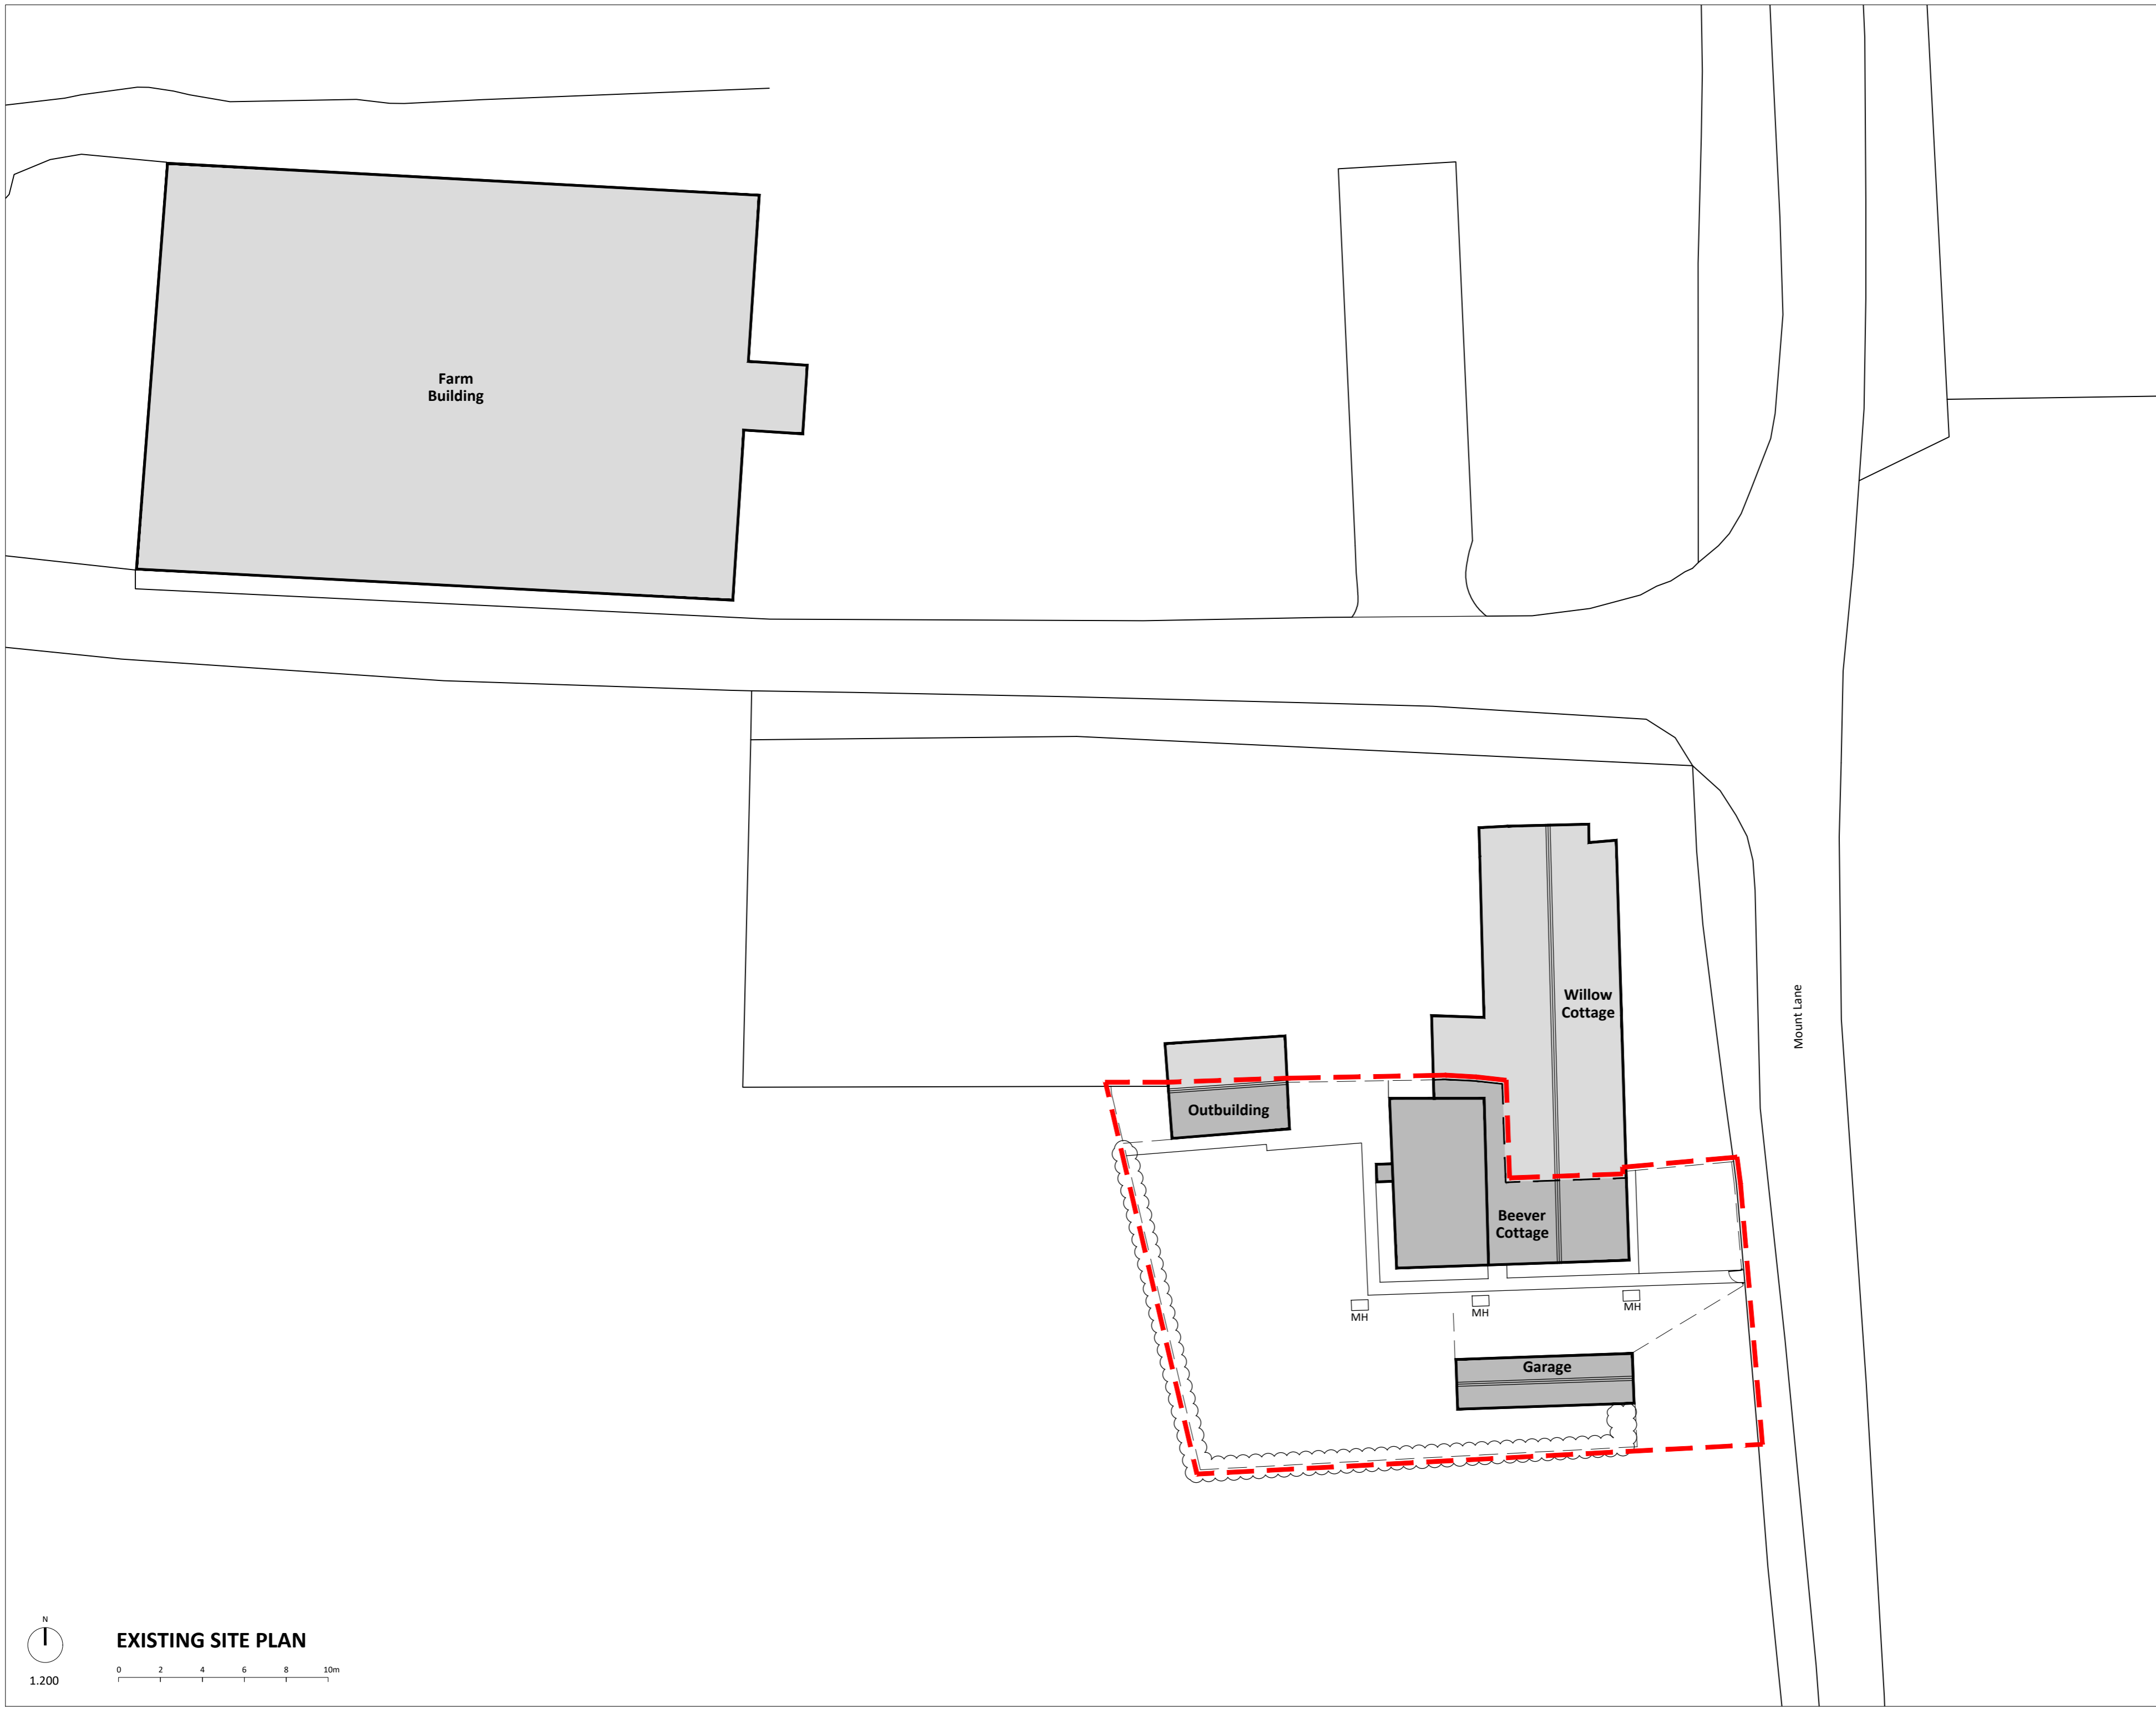 Farm
Building
Willow
Cottage
Mount Lane
Outbuilding
Beever
Cottage
MH
MH
MH
Garage
N
1.200
EXISTING SITE PLAN
0 2 4 6 8 10m